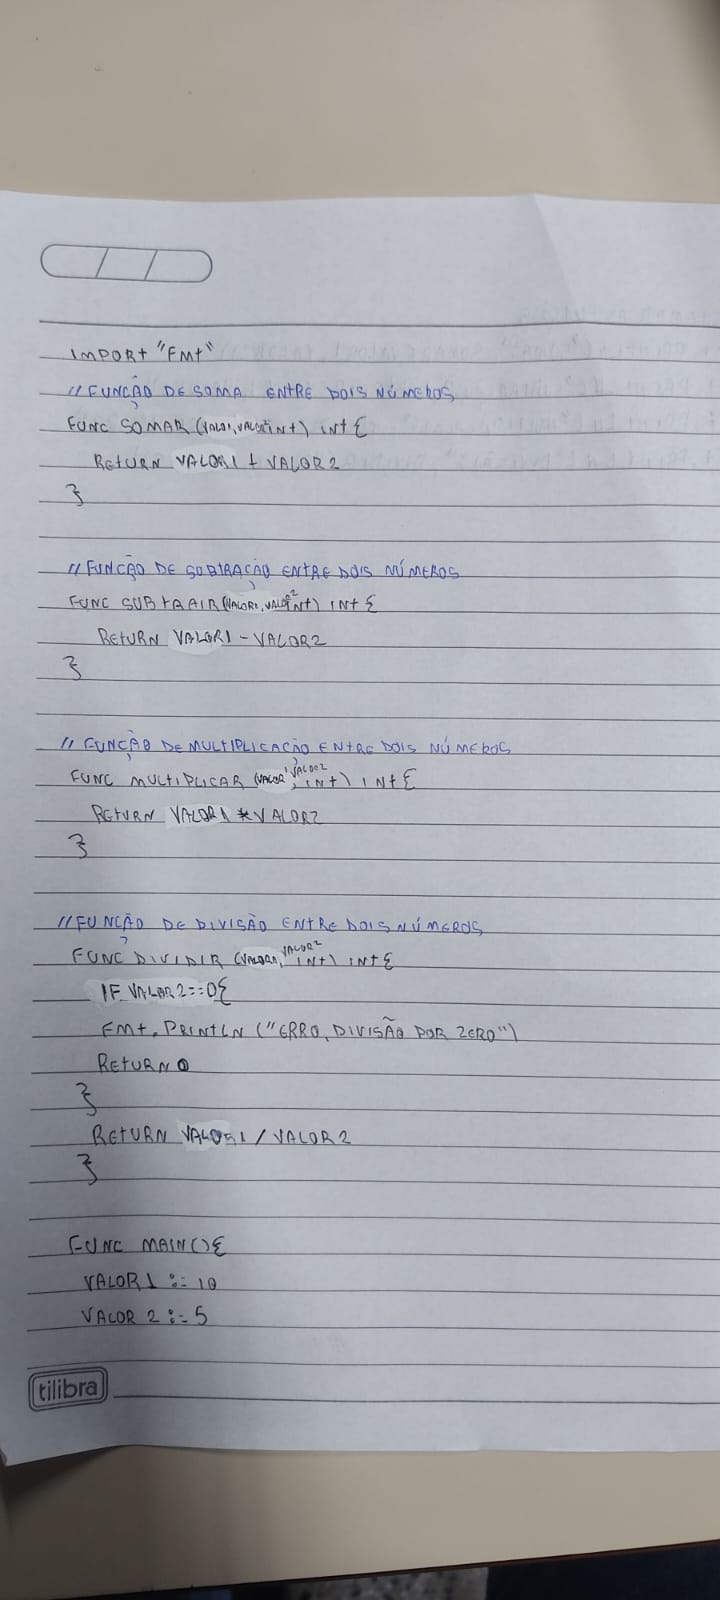 IMPORT "FMT"
// FUNÇÃO DE SOMA ENTRE DOIS NÚMEROS
FUNC SOMAR (VALO1, VALOR2 INT) INT {
RETURN VALOR1 + VALOR2
}
// FUNÇÃO DE SUBTRAÇÃO ENTRE DOIS NÚMEROS
FUNC SUBTRAIR (VALOR1, VALOR2 INT) INT {
RETURN VALOR1 - VALOR2
}
// FUNÇÃO DE MULTIPLICAÇÃO ENTRE DOIS NÚMEROS
FUNC MULTIPLICAR (VALOR1, VALOR2 INT) INT {
RETURN VALOR1 * VALOR2
}
// FUNÇÃO DE DIVISÃO ENTRE DOIS NÚMEROS
FUNC DIVIDIR (VALOR1, VALOR2 INT) INT {
IF VALOR2 == 0 {
FMT.PRINTLN ("ERRO, DIVISÃO POR ZERO")
RETURN 0
}
RETURN VALOR1 / VALOR2
}
FUNC MAIN() {
VALOR1 := 10
VALOR 2 := 5
tilibra